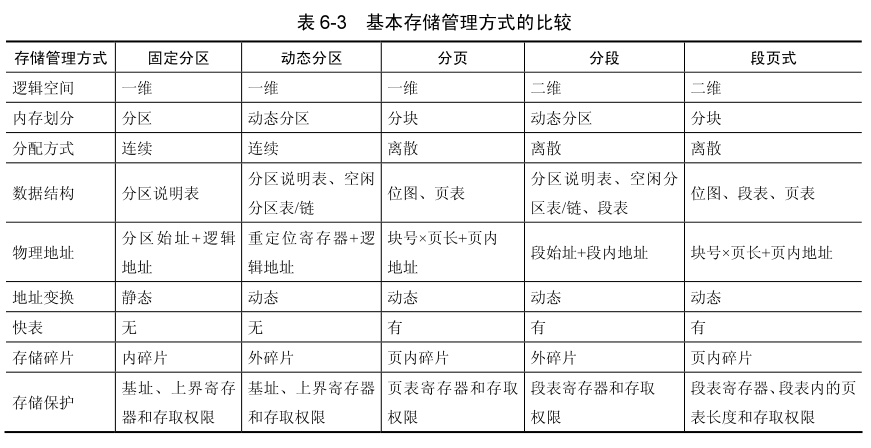 表 6-3 基本存储管理方式的比较
存储管理方式 固定分区 动态分区 分页 分段 段页式
逻辑空间 一维 一维 一维 二维 二维
内存划分 分区 动态分区 分块 动态分区 分块
分配方式 连续 连续 离散 离散 离散
数据结构 分区说明表 分区说明表、空闲分区表/链 位图、页表 分区说明表、空闲分区表/链、段表 位图、段表、页表
物理地址 分区始址+逻辑地址 重定位寄存器+逻辑地址 块号×页长+页内地址 段始址+段内地址 块号×页长+页内地址
地址变换 静态 动态 动态 动态 动态
快表 无 无 有 有 有
存储碎片 内碎片 外碎片 页内碎片 外碎片 页内碎片
存储保护 基址、上界寄存器和存取权限 基址、上界寄存器和存取权限 页表寄存器和存取权限 段表寄存器和存取权限 段表寄存器、段表内的页表长度和存取权限